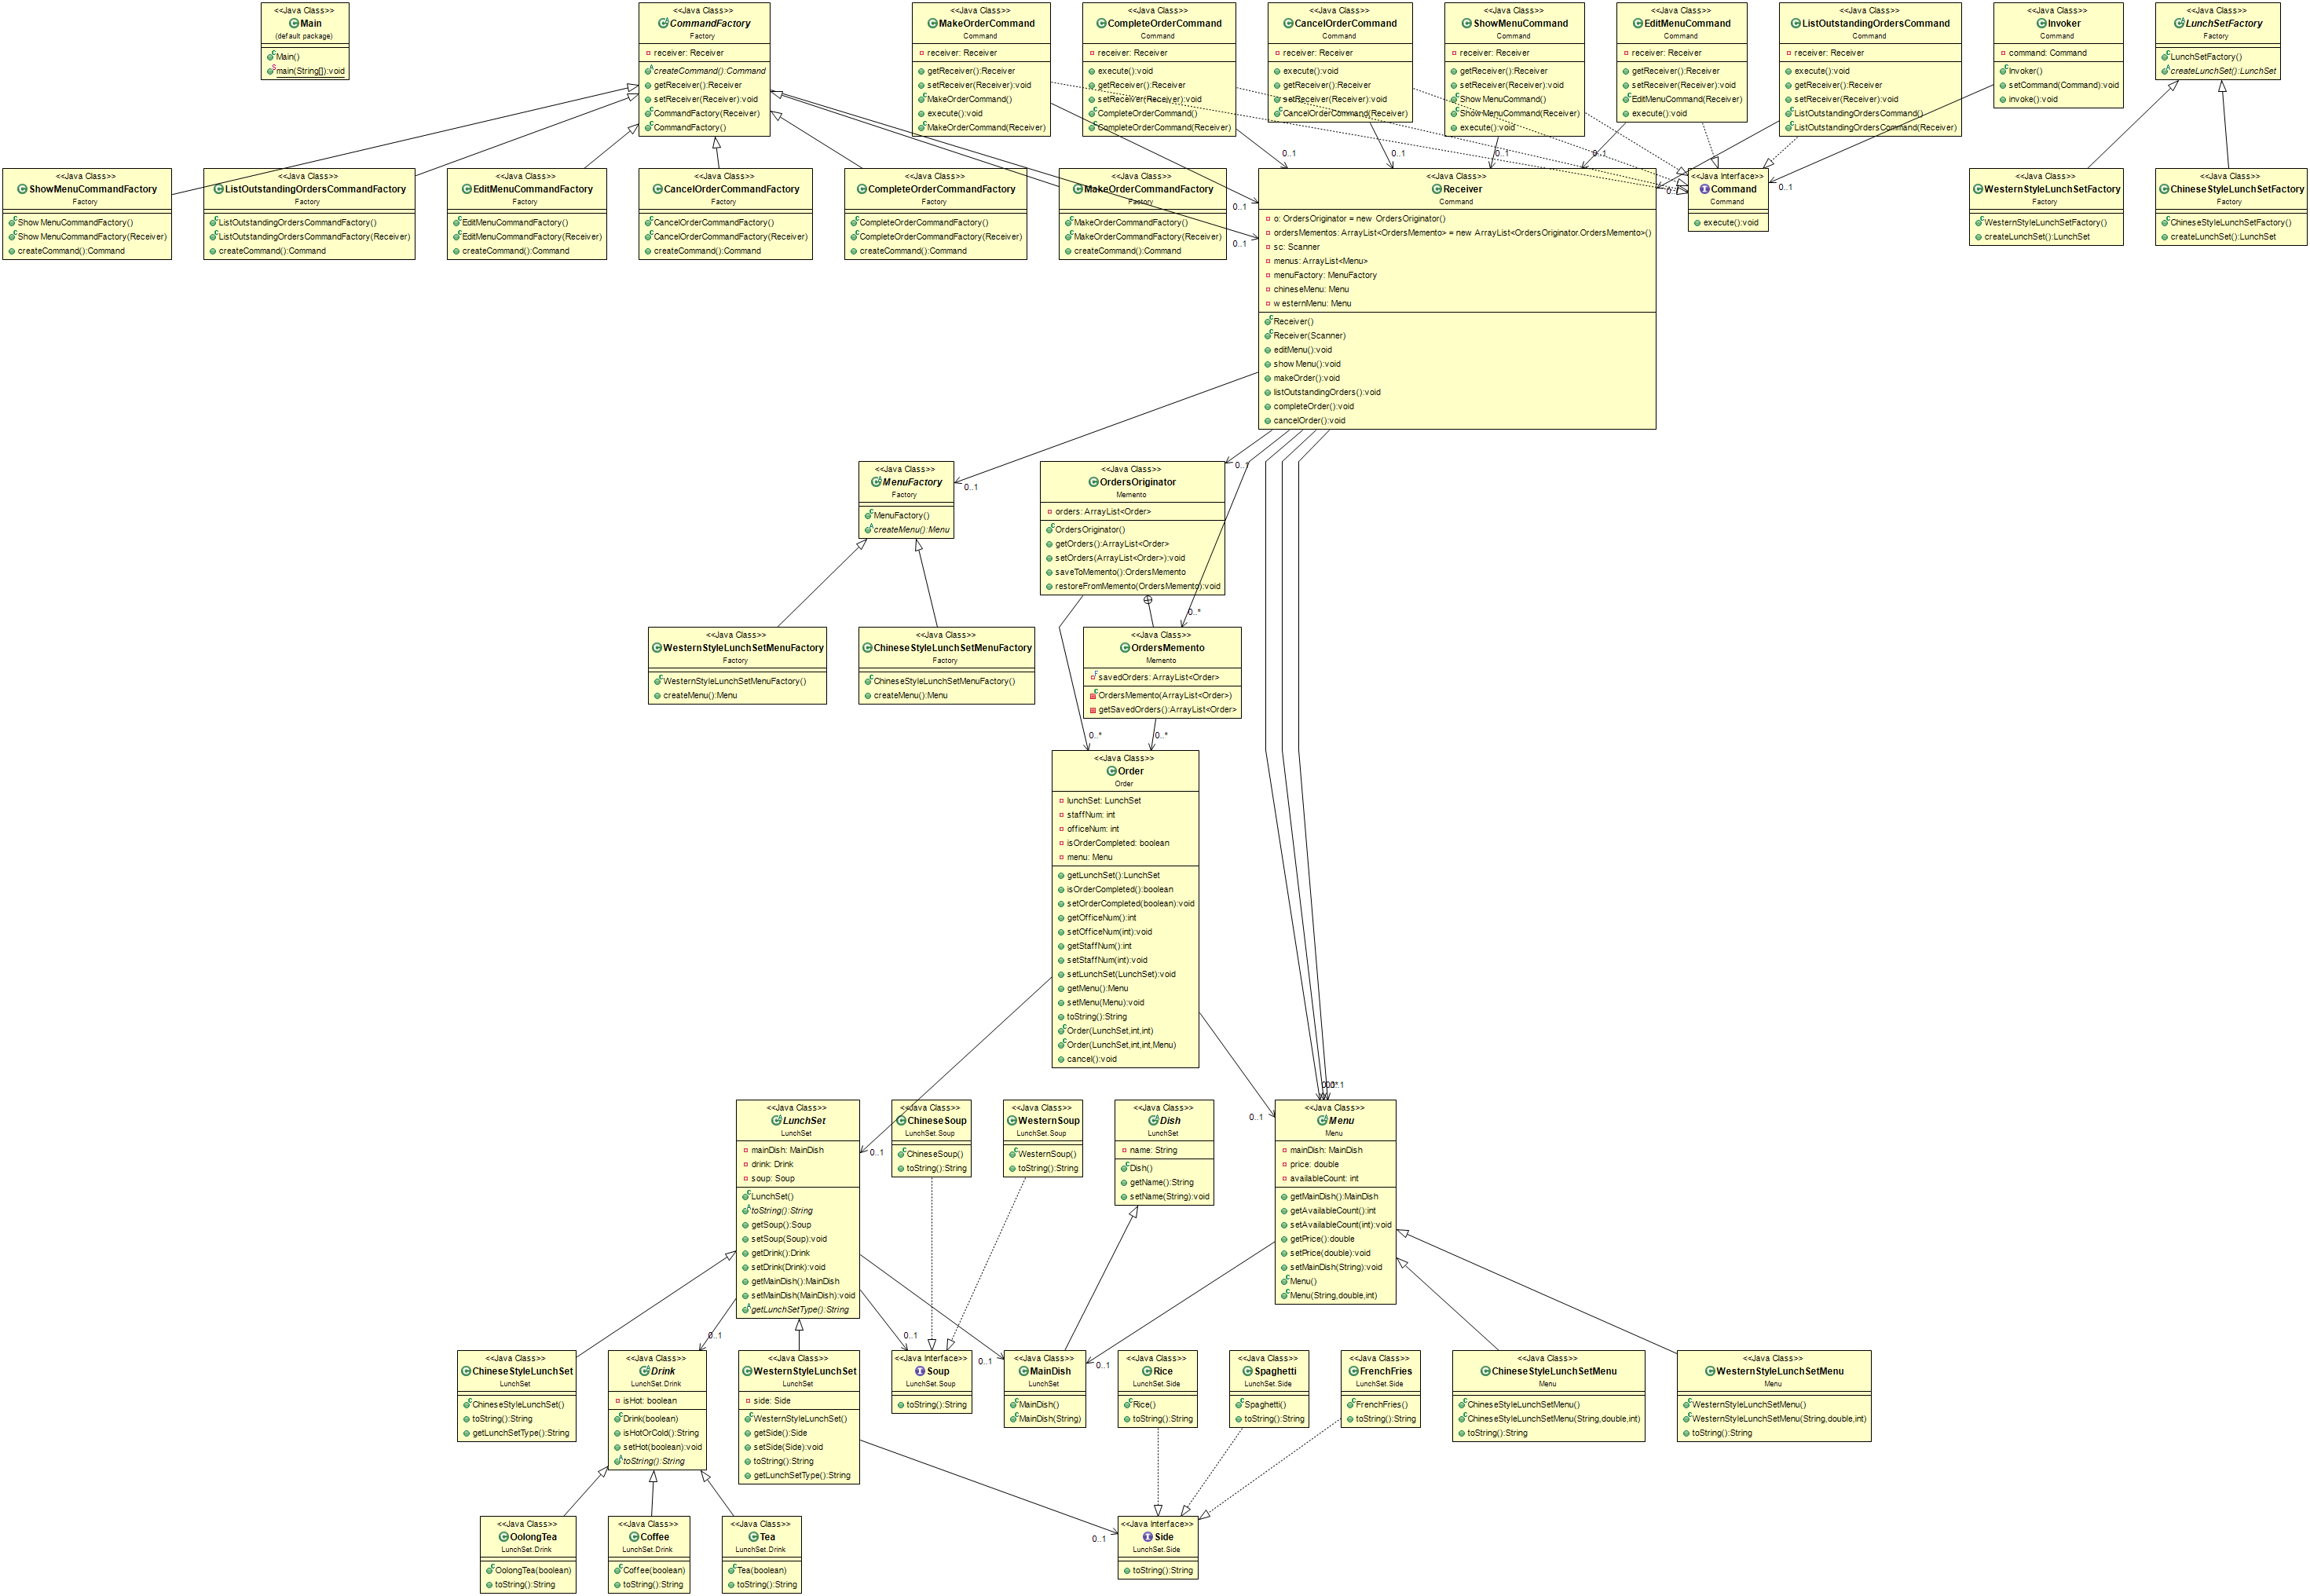 <<Java Class>>
Main
(default package)
Main()
main(String[]):void
<<Java Class>>
CommandFactory
Factory
receiver: Receiver
createCommand():Command
getReceiver():Receiver
setReceiver(Receiver):void
CommandFactory(Receiver)
CommandFactory()
<<Java Class>>
MakeOrderCommand
Command
receiver: Receiver
getReceiver():Receiver
setReceiver(Receiver):void
MakeOrderCommand()
execute():void
MakeOrderCommand(Receiver)
<<Java Class>>
CompleteOrderCommand
Command
receiver: Receiver
execute():void
getReceiver():Receiver
setReceiver(Receiver):void
CompleteOrderCommand()
CompleteOrderCommand(Receiver)
<<Java Class>>
CancelOrderCommand
Command
receiver: Receiver
execute():void
getReceiver():Receiver
setReceiver(Receiver):void
CancelOrderCommand(Receiver)
<<Java Class>>
ShowMenuCommand
Command
receiver: Receiver
getReceiver():Receiver
setReceiver(Receiver):void
ShowMenuCommand()
ShowMenuCommand(Receiver)
execute():void
<<Java Class>>
EditMenuCommand
Command
receiver: Receiver
getReceiver():Receiver
setReceiver(Receiver):void
EditMenuCommand(Receiver)
execute():void
<<Java Class>>
ListOutstandingOrdersCommand
Command
receiver: Receiver
execute():void
getReceiver():Receiver
setReceiver(Receiver):void
ListOutstandingOrdersCommand()
ListOutstandingOrdersCommand(Receiver)
<<Java Class>>
Invoker
Command
command: Command
Invoker()
setCommand(Command):void
invoke():void
<<Java Class>>
LunchSetFactory
Factory
LunchSetFactory()
createLunchSet():LunchSet
0..1
0..1
0..1
0..1
<<Java Class>>
ShowMenuCommandFactory
Factory
ShowMenuCommandFactory()
ShowMenuCommandFactory(Receiver)
createCommand():Command
<<Java Class>>
ListOutstandingOrdersCommandFactory
Factory
ListOutstandingOrdersCommandFactory()
ListOutstandingOrdersCommandFactory(Receiver)
createCommand():Command
<<Java Class>>
EditMenuCommandFactory
Factory
EditMenuCommandFactory()
EditMenuCommandFactory(Receiver)
createCommand():Command
<<Java Class>>
CancelOrderCommandFactory
Factory
CancelOrderCommandFactory()
CancelOrderCommandFactory(Receiver)
createCommand():Command
<<Java Class>>
CompleteOrderCommandFactory
Factory
CompleteOrderCommandFactory()
CompleteOrderCommandFactory(Receiver)
createCommand():Command
<<Java Class>>
MakeOrderCommandFactory
Factory
MakeOrderCommandFactory()
MakeOrderCommandFactory(Receiver)
createCommand():Command
0..1
0..1
<<Java Class>>
Receiver
Command
o: OrdersOriginator = new OrdersOriginator()
ordersMementos: ArrayList<OrdersMemento> = new ArrayList<OrdersOriginator.OrdersMemento>()
sc: Scanner
menus: ArrayList<Menu>
menuFactory: MenuFactory
chineseMenu: Menu
westernMenu: Menu
Receiver()
Receiver(Scanner)
editMenu():void
showMenu():void
makeOrder():void
listOutstandingOrders():void
completeOrder():void
cancelOrder():void
<<Java Interface>>
Command
Command
execute():void
0..1
<<Java Class>>
WesternStyleLunchSetFactory
Factory
WesternStyleLunchSetFactory()
createLunchSet():LunchSet
<<Java Class>>
ChineseStyleLunchSetFactory
Factory
ChineseStyleLunchSetFactory()
createLunchSet():LunchSet
<<Java Class>>
MenuFactory
Factory
MenuFactory()
createMenu():Menu
0..1
<<Java Class>>
OrdersOriginator
Memento
orders: ArrayList<Order>
OrdersOriginator()
getOrders():ArrayList<Order>
setOrders(ArrayList<Order>):void
saveToMemento():OrdersMemento
restoreFromMemento(OrdersMemento):void
0..1
0..*
<<Java Class>>
WesternStyleLunchSetMenuFactory
Factory
WesternStyleLunchSetMenuFactory()
createMenu():Menu
<<Java Class>>
ChineseStyleLunchSetMenuFactory
Factory
ChineseStyleLunchSetMenuFactory()
createMenu():Menu
<<Java Class>>
OrdersMemento
Memento
savedOrders: ArrayList<Order>
OrdersMemento(ArrayList<Order>)
getSavedOrders():ArrayList<Order>
0..*
0..*
<<Java Class>>
Order
Order
lunchSet: LunchSet
staffNum: int
officeNum: int
isOrderCompleted: boolean
menu: Menu
getLunchSet():LunchSet
isOrderCompleted():boolean
setOrderCompleted(boolean):void
getOfficeNum():int
setOfficeNum(int):void
getStaffNum():int
setStaffNum(int):void
setLunchSet(LunchSet):void
getMenu():Menu
setMenu(Menu):void
toString():String
Order(LunchSet,int,int)
Order(LunchSet,int,int,Menu)
cancel():void
<<Java Class>>
LunchSet
LunchSet
mainDish: MainDish
drink: Drink
soup: Soup
LunchSet()
toString():String
getSoup():Soup
setSoup(Soup):void
getDrink():Drink
setDrink(Drink):void
getMainDish():MainDish
setMainDish(MainDish):void
getLunchSetType():String
0..1
<<Java Class>>
ChineseSoup
LunchSet.Soup
ChineseSoup()
toString():String
<<Java Class>>
WesternSoup
LunchSet.Soup
WesternSoup()
toString():String
<<Java Class>>
Dish
LunchSet
name: String
Dish()
getName():String
setName(String):void
0..1
<<Java Class>>
Menu
Menu
mainDish: MainDish
price: double
availableCount: int
getMainDish():MainDish
getAvailableCount():int
setAvailableCount(int):void
getPrice():double
setPrice(double):void
setMainDish(String):void
Menu()
Menu(String,double,int)
0..1
0..1
0..1
0..1
<<Java Class>>
ChineseStyleLunchSet
LunchSet
ChineseStyleLunchSet()
toString():String
getLunchSetType():String
<<Java Class>>
Drink
LunchSet.Drink
isHot: boolean
Drink(boolean)
isHotOrCold():String
setHot(boolean):void
toString():String
<<Java Class>>
WesternStyleLunchSet
LunchSet
side: Side
WesternStyleLunchSet()
getSide():Side
setSide(Side):void
toString():String
getLunchSetType():String
<<Java Interface>>
Soup
LunchSet.Soup
toString():String
<<Java Class>>
MainDish
LunchSet
MainDish()
MainDish(String)
<<Java Class>>
Rice
LunchSet.Side
Rice()
toString():String
<<Java Class>>
Spaghetti
LunchSet.Side
Spaghetti()
toString():String
<<Java Class>>
FrenchFries
LunchSet.Side
FrenchFries()
toString():String
<<Java Class>>
ChineseStyleLunchSetMenu
Menu
ChineseStyleLunchSetMenu()
ChineseStyleLunchSetMenu(String,double,int)
toString():String
<<Java Class>>
WesternStyleLunchSetMenu
Menu
WesternStyleLunchSetMenu()
WesternStyleLunchSetMenu(String,double,int)
toString():String
<<Java Class>>
OolongTea
LunchSet.Drink
OolongTea(boolean)
toString():String
<<Java Class>>
Coffee
LunchSet.Drink
Coffee(boolean)
toString():String
<<Java Class>>
Tea
LunchSet.Drink
Tea(boolean)
toString():String
0..1
<<Java Interface>>
Side
LunchSet.Side
toString():String